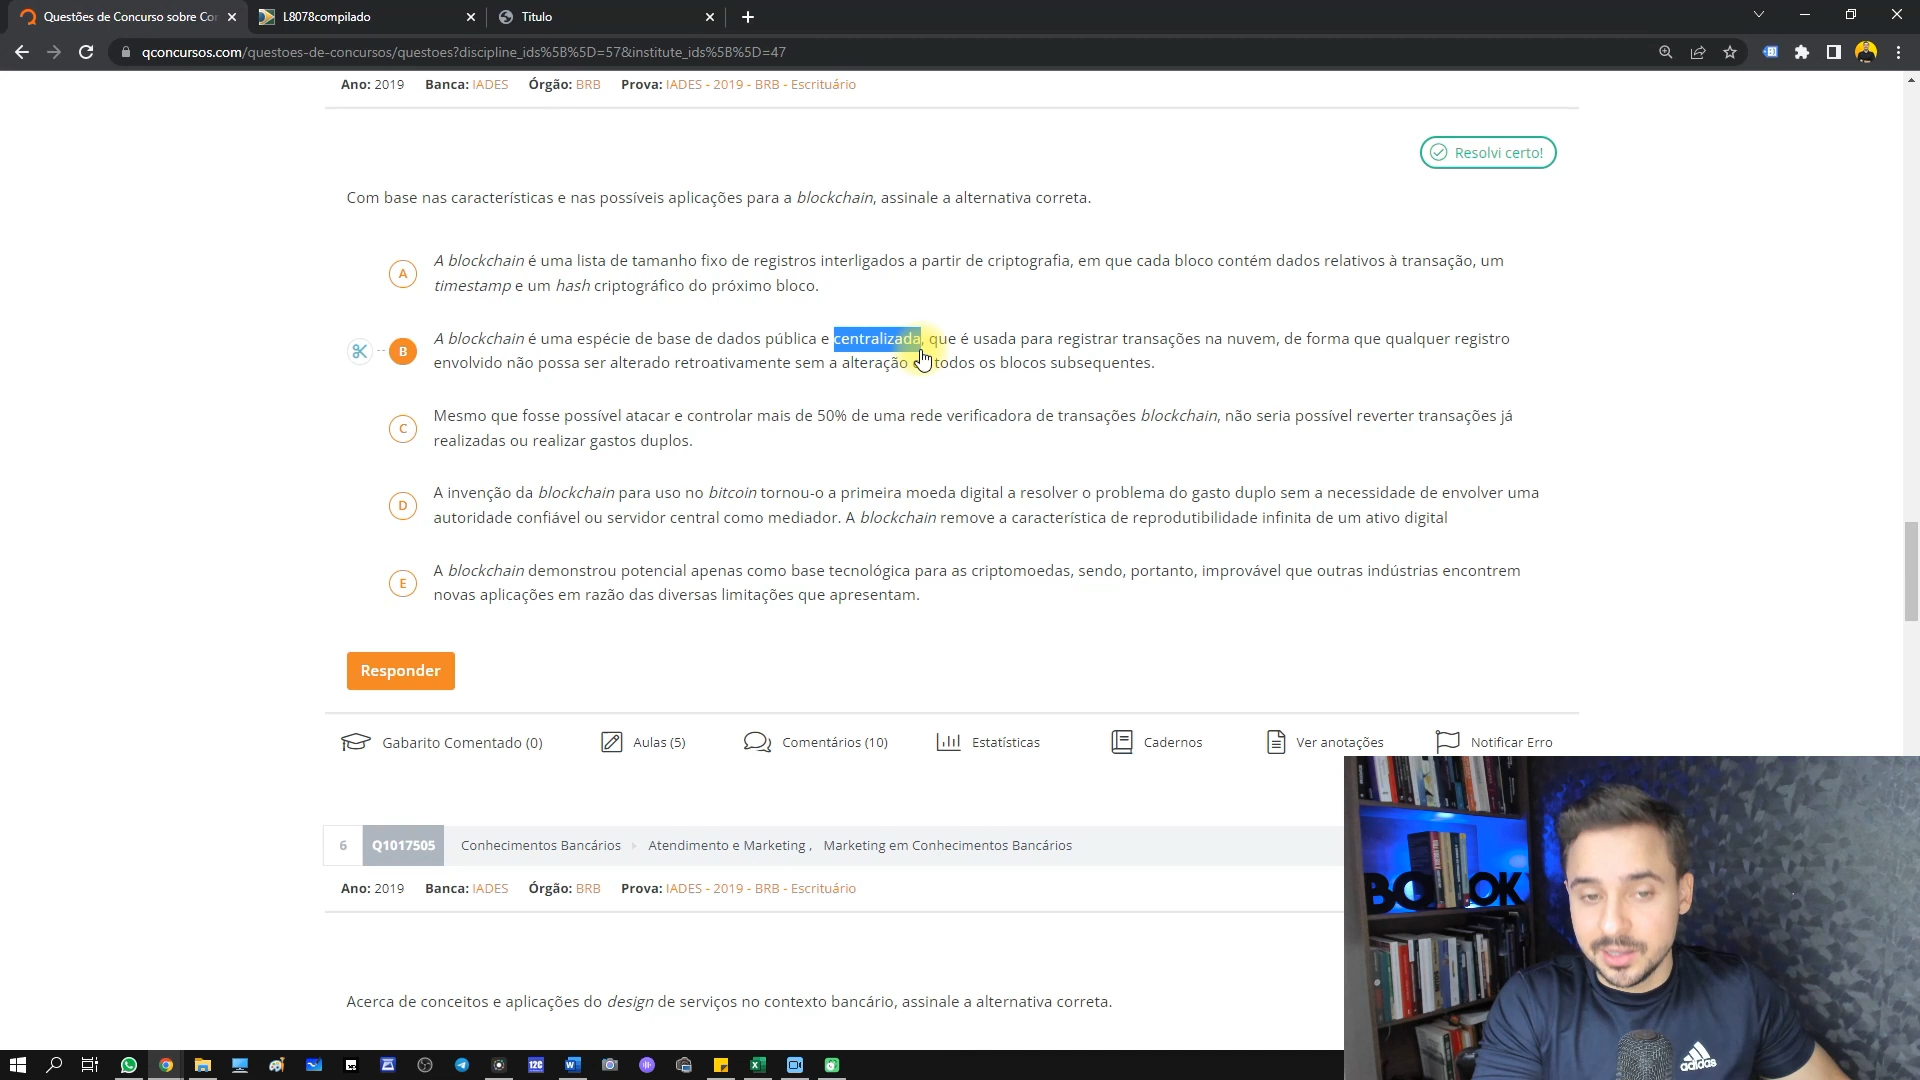 Questões de Concurso sobre Co
L8078compilado
Titulo
qconcursos.com/questoes-de-concursos/questoes?discipline_ids%5B%5D=57&institute_ids%5B%5D=47
Ano: 2019 Banca: IADES Órgão: BRB Prova: IADES - 2019 - BRB - Escriturário
Resolvi certo!
Com base nas características e nas possíveis aplicações para a blockchain, assinale a alternativa correta.
A A blockchain é uma lista de tamanho fixo de registros interligados a partir de criptografia, em que cada bloco contém dados relativos à transação, um
timestamp e um hash criptográfico do próximo bloco.
B A blockchain é uma espécie de base de dados pública e centralizada, que é usada para registrar transações na nuvem, de forma que qualquer registro
envolvido não possa ser alterado retroativamente sem a alteração todos os blocos subsequentes.
C Mesmo que fosse possível atacar e controlar mais de 50% de uma rede verificadora de transações blockchain, não seria possível reverter transações já
realizadas ou realizar gastos duplos.
D A invenção da blockchain para uso no bitcoin tornou-o a primeira moeda digital a resolver o problema do gasto duplo sem a necessidade de envolver uma
autoridade confiável ou servidor central como mediador. A blockchain remove a característica de reprodutibilidade infinita de um ativo digital
E A blockchain demonstrou potencial apenas como base tecnológica para as criptomoedas, sendo, portanto, improvável que outras indústrias encontrem
novas aplicações em razão das diversas limitações que apresentam.
Responder
Gabarito Comentado (0) Aulas (5) Comentários (10) Estatísticas Cadernos Ver anotações Notificar Erro
6 Q1017505 Conhecimentos Bancários Atendimento e Marketing , Marketing em Conhecimentos Bancários
Ano: 2019 Banca: IADES Órgão: BRB Prova: IADES - 2019 - BRB - Escriturário
Acerca de conceitos e aplicações do design de serviços no contexto bancário, assinale a alternativa correta.
BOOK
adidas
12C